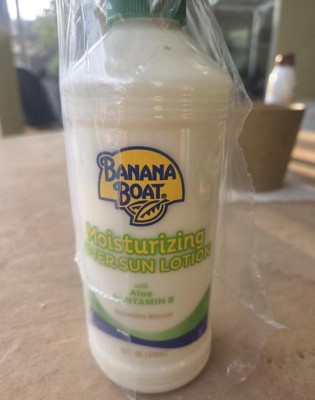 BANANA
BOAT®
Moisturizing
AFTER SUN LOTION
with
Aloe
VITAMIN E